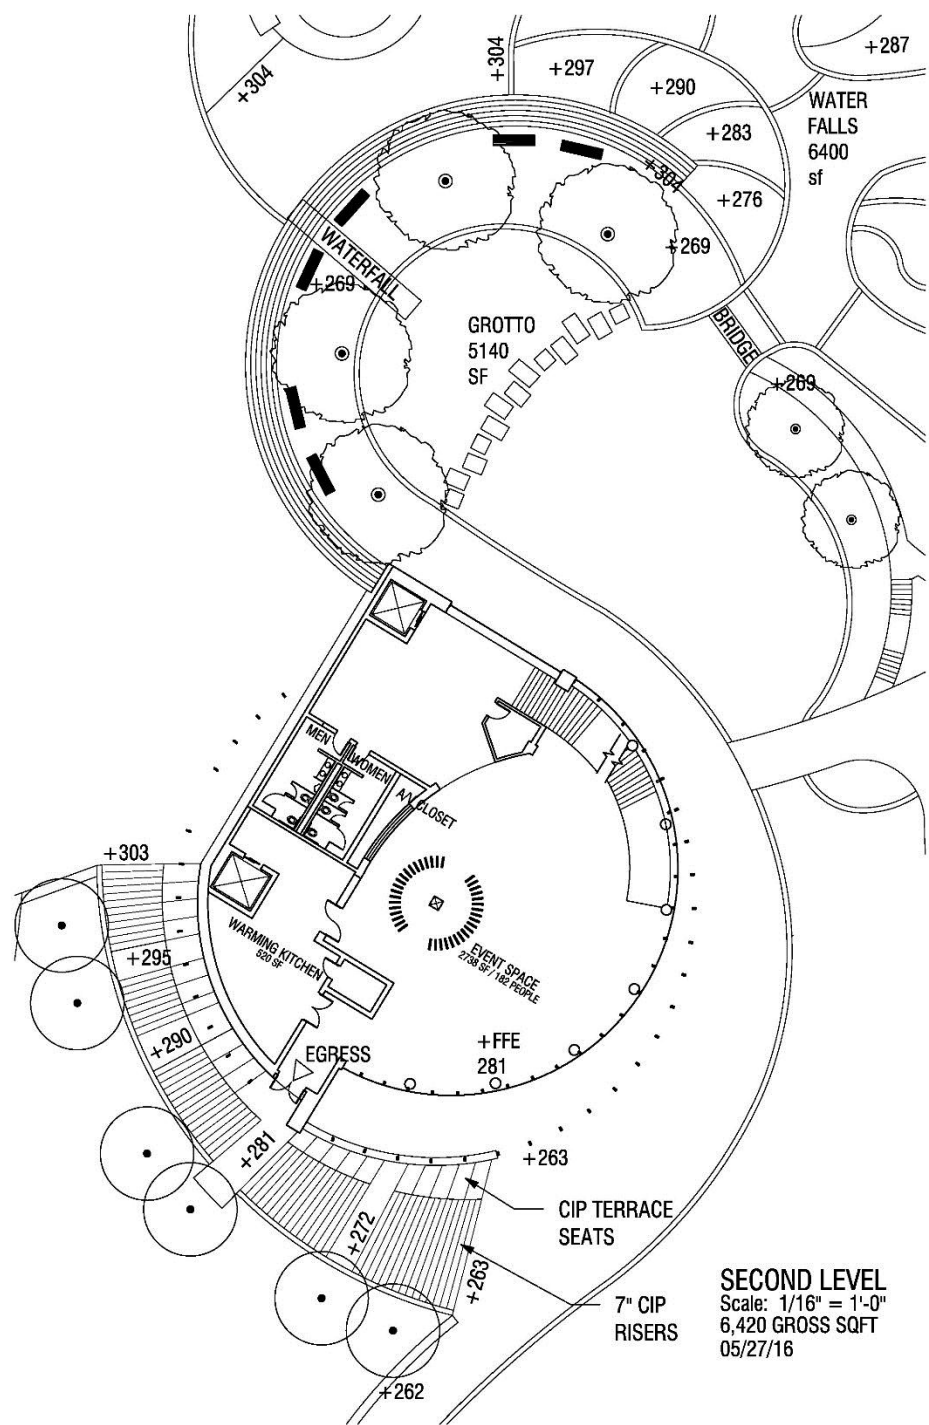 +287
+304
+297
+304
+290
WATER
FALLS
6400
sf
+283
+304
+276
WATERFALL
+269
+269
GROTTO
5140
SF
BRIDGE
+269
MEN
WOMEN
A/V CLOSET
+303
+295
WARMING KITCHEN
520 SF
EVENT SPACE
2738 SF / 182 PEOPLE
+290
EGRESS
+FFE
281
+281
+263
CIP TERRACE
SEATS
+272
+263
7" CIP
RISERS
SECOND LEVEL
Scale: 1/16" = 1'-0"
6,420 GROSS SQFT
05/27/16
+262